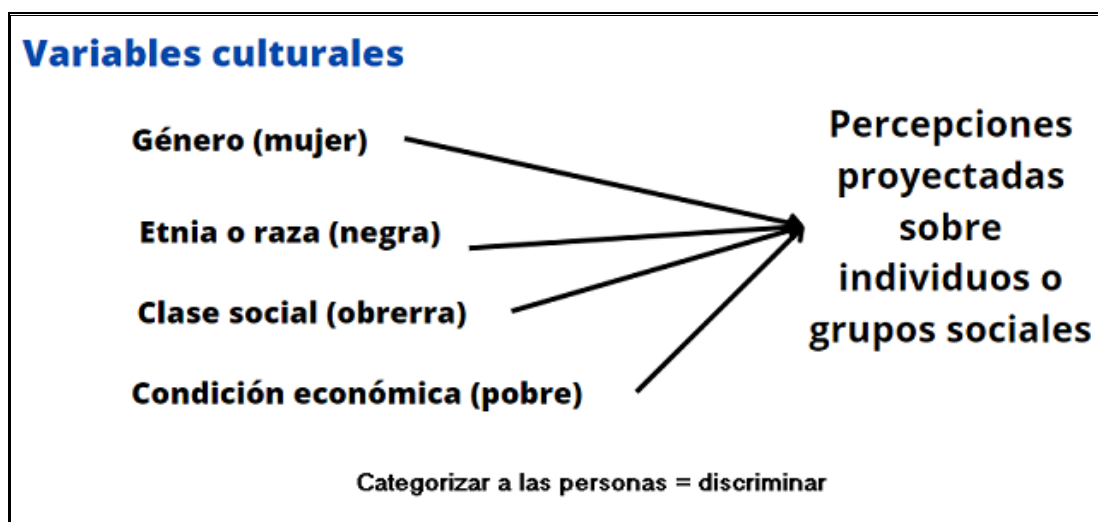 Variables culturales
Género (mujer)
Etnia o raza (negra)
Clase social (obrerra)
Condición económica (pobre)
Percepciones
proyectadas
sobre
individuos o
grupos sociales
Categorizar a las personas = discriminar